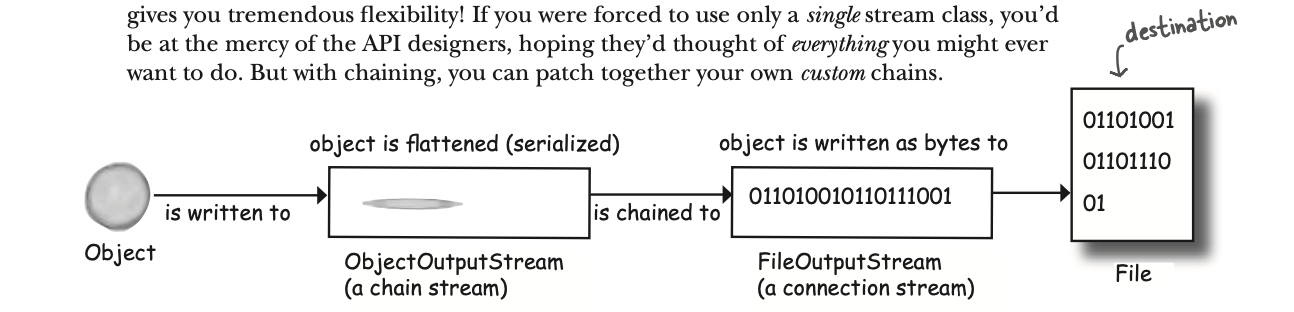 gives you tremendous flexibility! If you were forced to use only a single stream class, you’d
be at the mercy of the API designers, hoping they’d thought of everything you might ever
want to do. But with chaining, you can patch together your own custom chains.
destination
object is flattened (serialized)
object is written as bytes to
01101001
01101110
01
011010010110111001
is written to
is chained to
Object
ObjectOutputStream
(a chain stream)
FileOutputStream
(a connection stream)
File